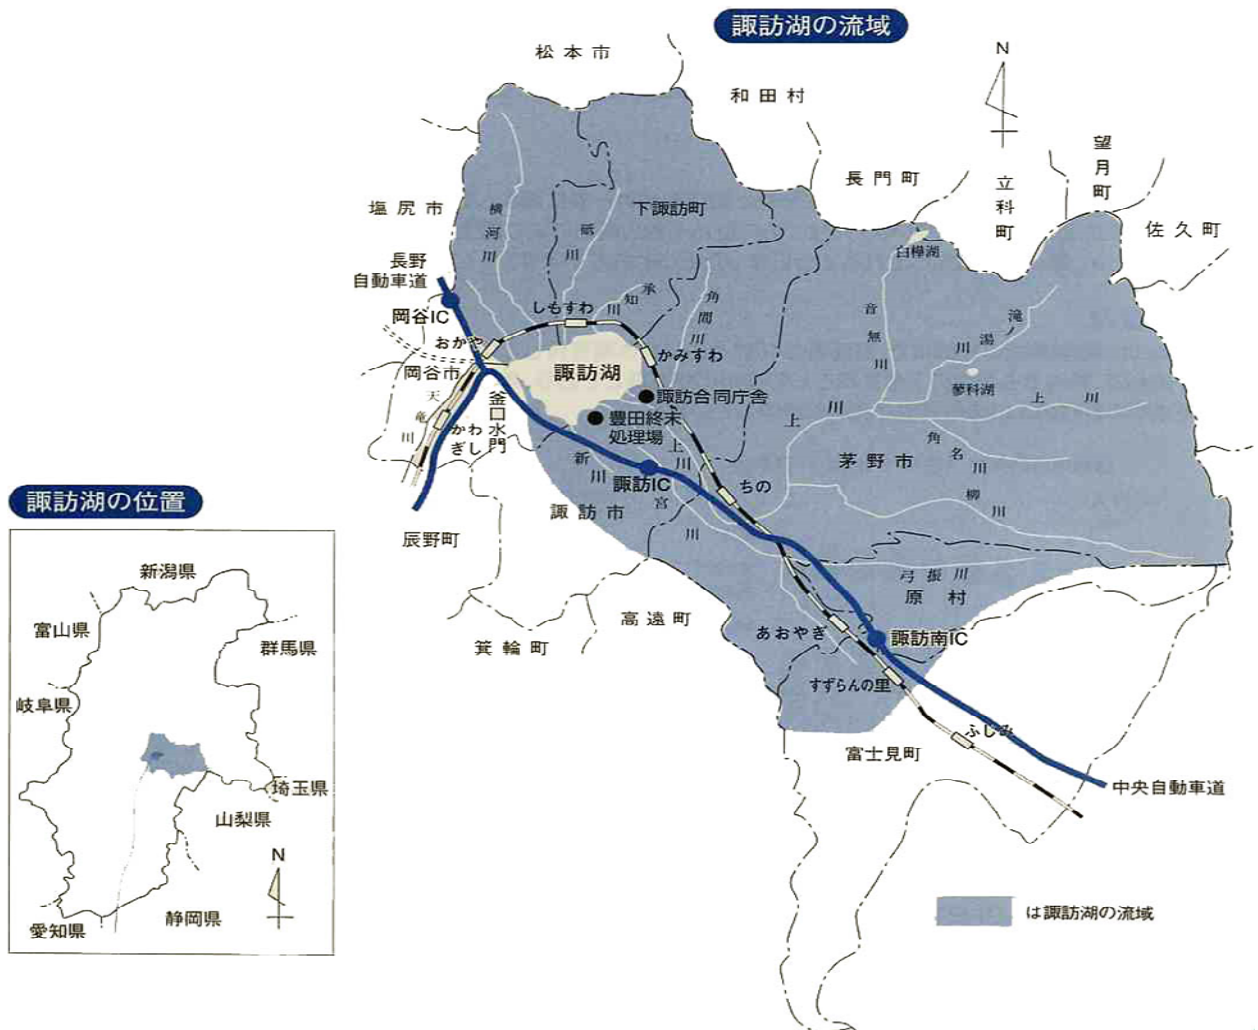 諏訪湖の流域
松本市
和田村
N
望月町
長門町
立科町
塩尻市
下諏訪町
佐久町
横河川
砥川
白樺湖
長野
自動車道
岡谷IC
承知川
角間川
音無川
滝ノ湯川
しもすわ
おかや
かみすわ
岡谷市
諏訪湖
蓼科湖
諏訪合同庁舎
釜口水門
天竜川
豊田終末
処理場
上川
上川
かわ
ぎし
上川
角名川
茅野市
新川
諏訪IC
ちの
柳川
諏訪市
宮川
辰野町
弓振川
原村
高遠町
箕輪町
あおやぎ
諏訪南IC
すずらんの里
ふじみ
富士見町
中央自動車道
は諏訪湖の流域
諏訪湖の位置
新潟県
富山県
群馬県
岐阜県
埼玉県
山梨県
N
静岡県
愛知県